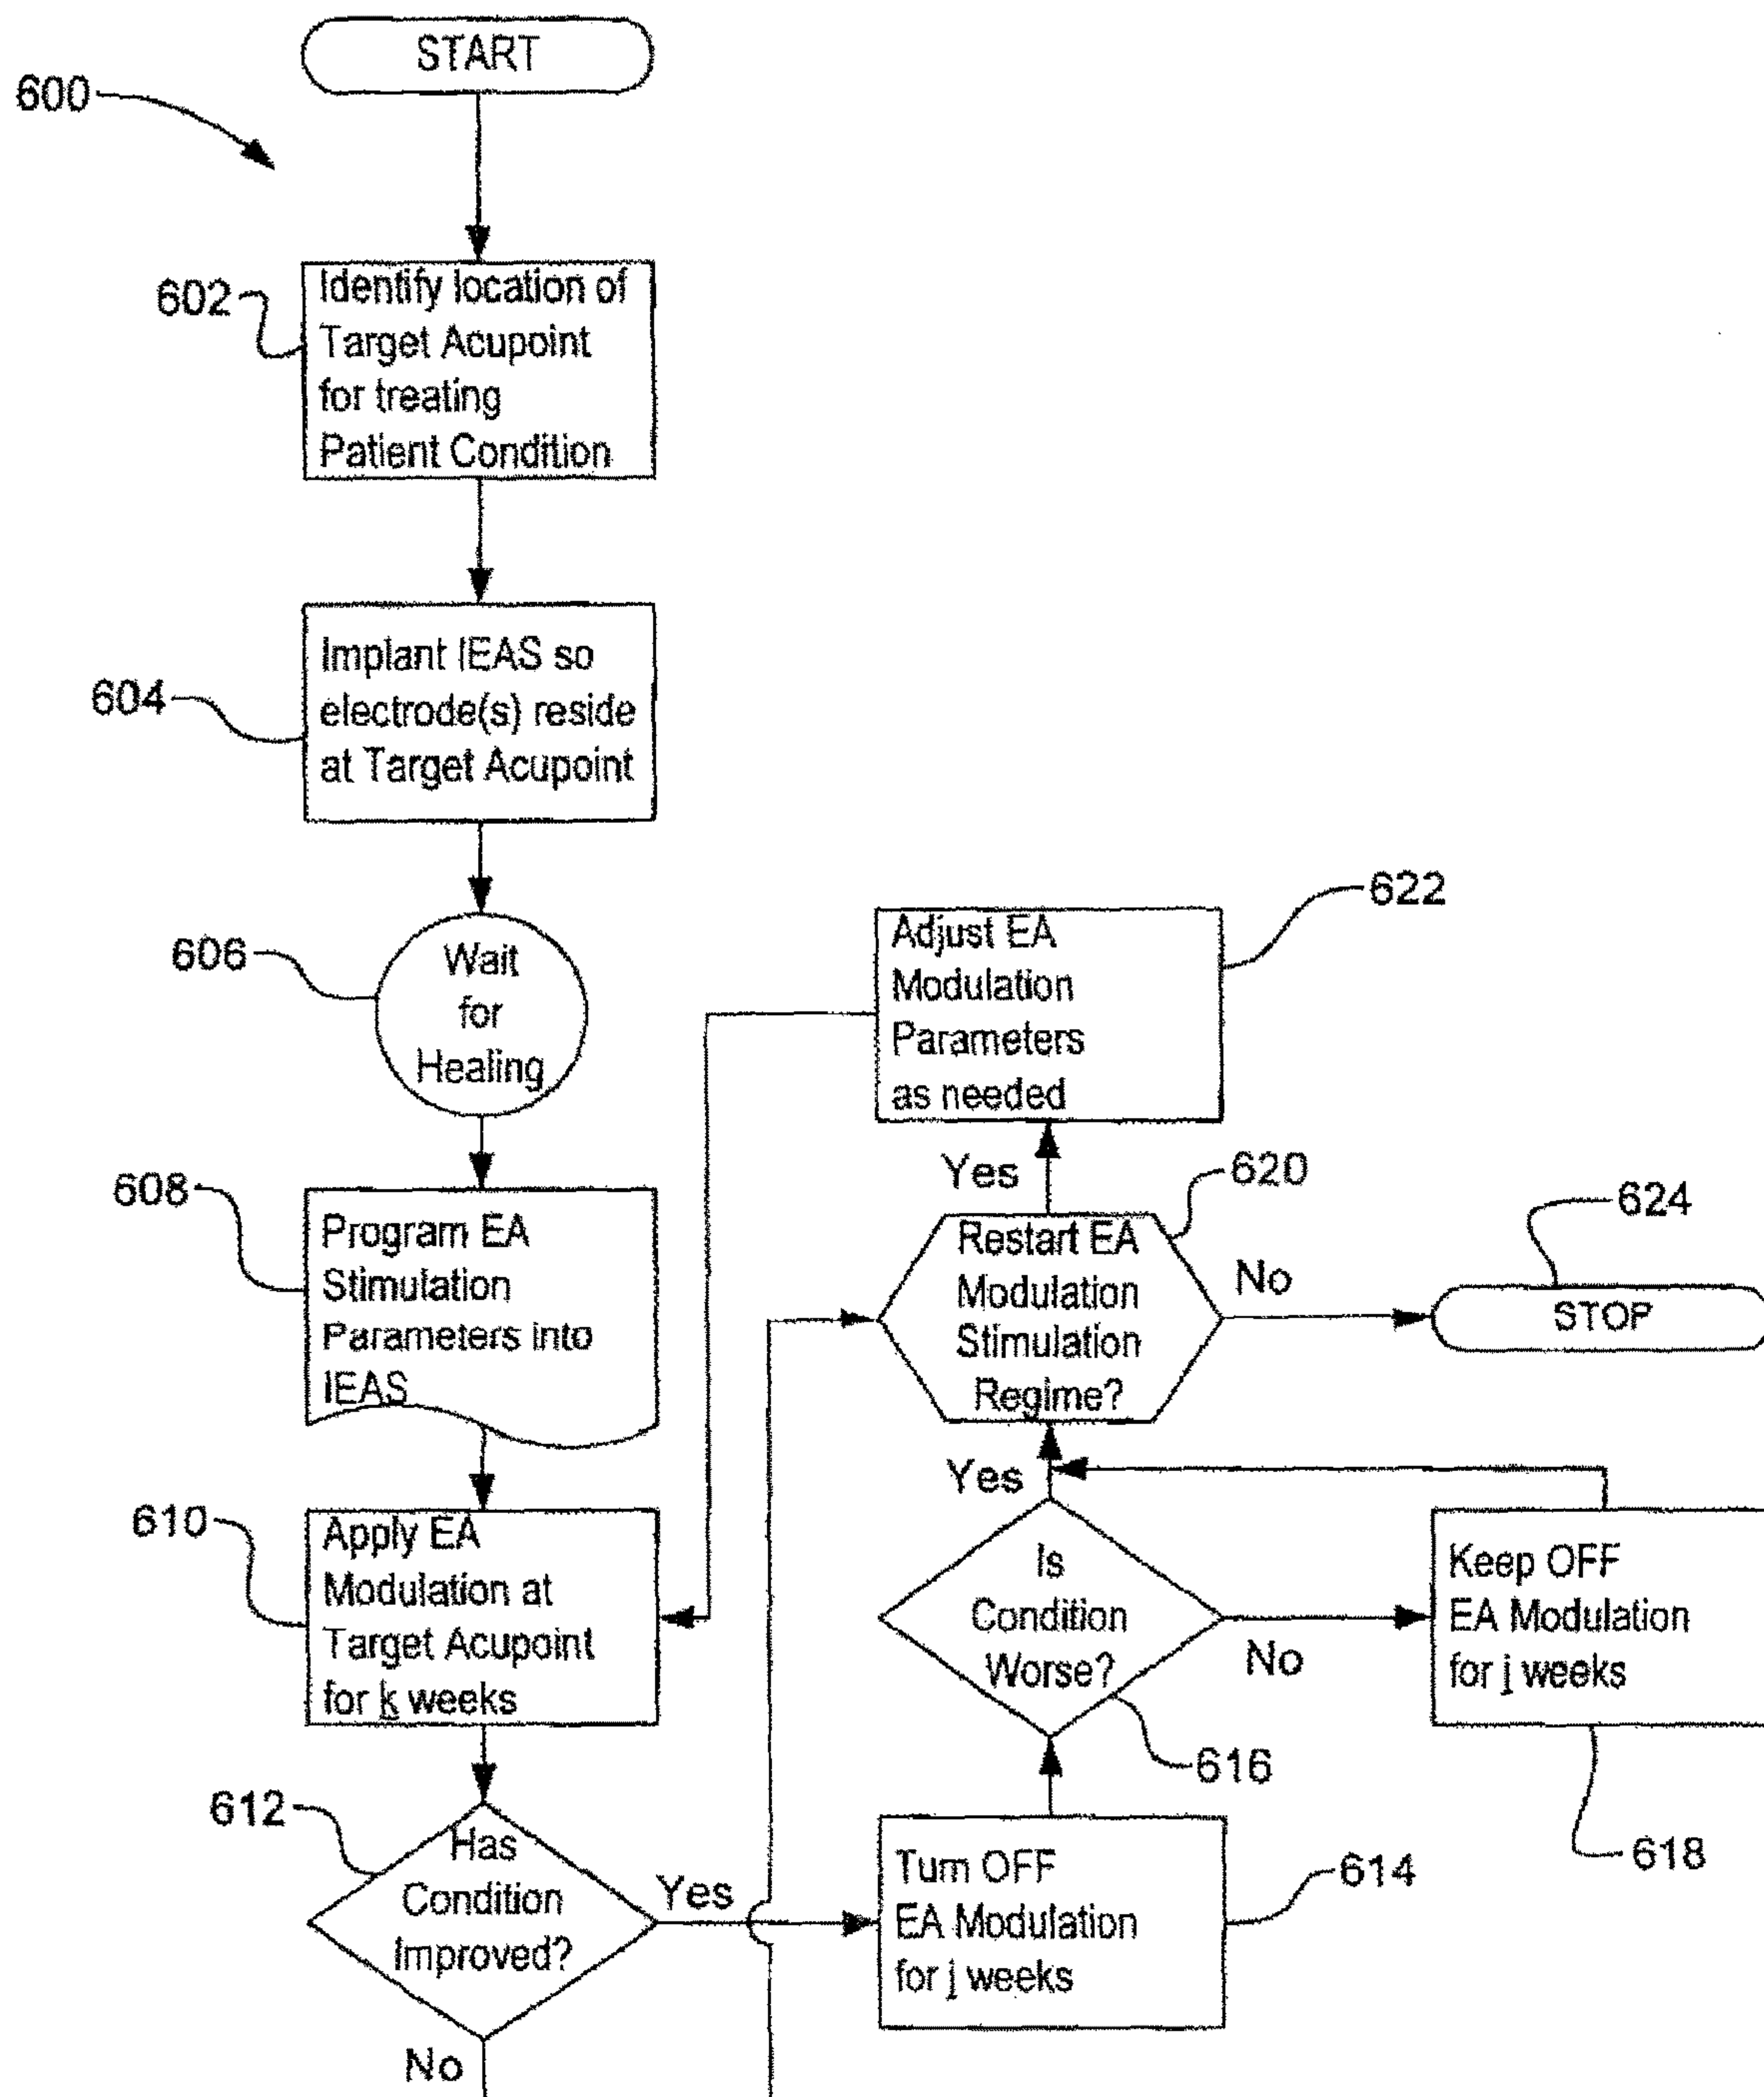 START
600
602
Identify location of
Target Acupoint
for treating
Patient Condition
604
Implant IEAS so
electrode(s) reside
at Target Acupoint
606
Wait
for
Healing
608
Program EA
Stimulation
Parameters into
IEAS
610
Apply EA
Modulation at
Target Acupoint
for k weeks
612
Has
Condition
Improved?
Yes
No
614
Turn OFF
EA Modulation
for j weeks
616
Is
Condition
Worse?
Yes
No
618
Keep OFF
EA Modulation
for j weeks
620
Restart EA
Modulation
Stimulation
Regime?
Yes
No
622
Adjust EA
Modulation
Parameters
as needed
624
STOP